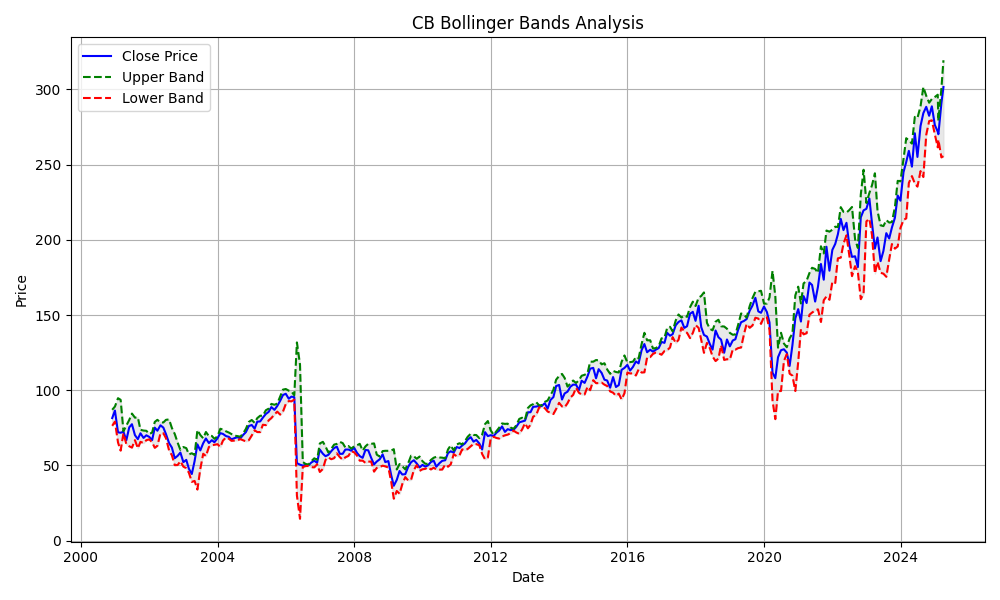 CB Bollinger Bands Analysis
Close Price
Upper Band
Lower Band
Price
300
250
200
150
100
50
0
2000 2004 2008 2012 2016 2020 2024
Date